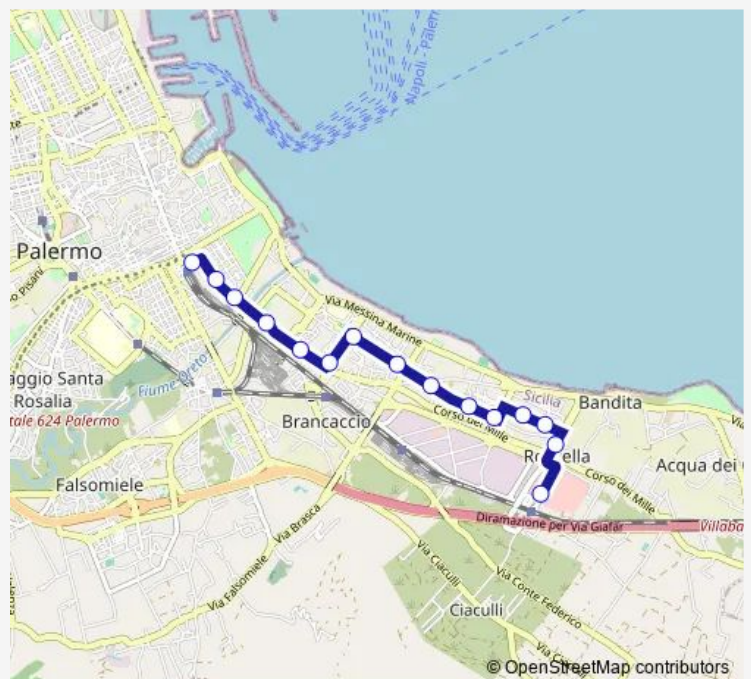 Napoli - Palermo
Palermo
Via Messina Marine
Fiume Oreto
aggio Santa
Rosalia
tale 624 Palermo
Brancaccio
Corso dei Mille
Sicilia
Bandita
Acqua dei
Corso dei Mille
Falsomiele
Via Brasca
Diramazione per Via Giafar
Villaba
Via Falsomiele
Via Ciaculli
Via Conte Federico
Ciaculli
© OpenStreetMap contributors